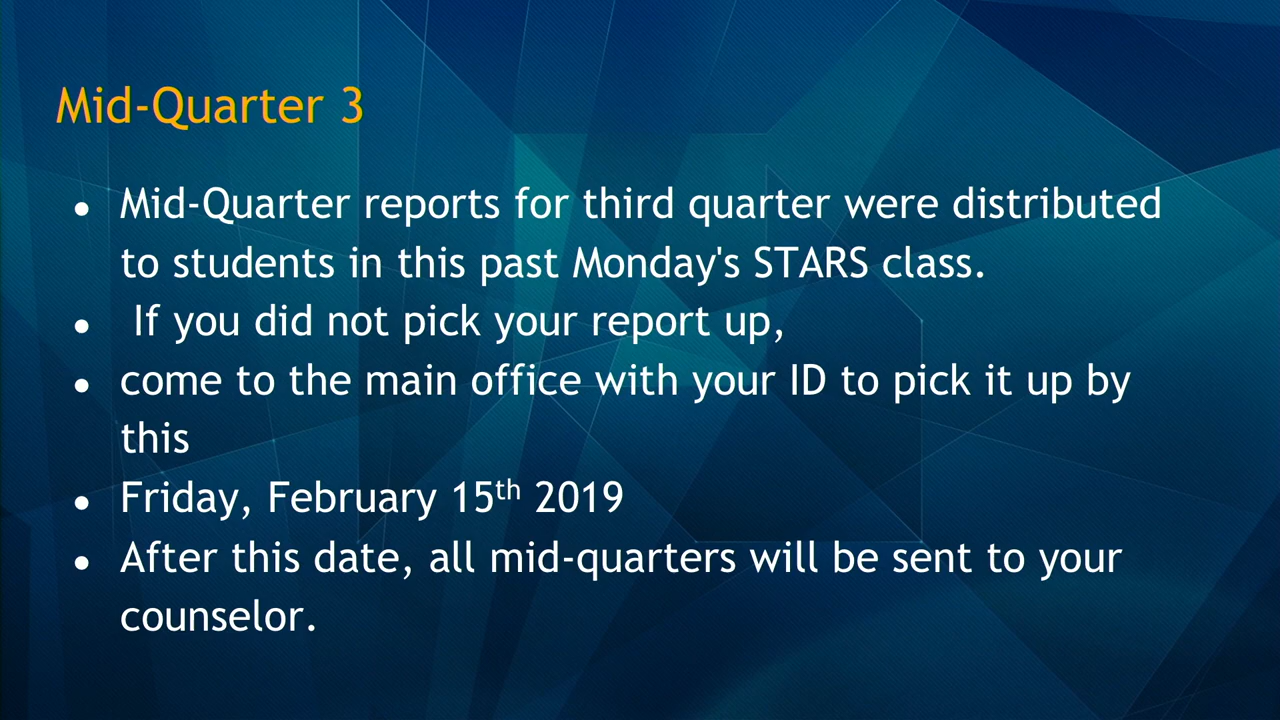 Mid-Quarter 3
• Mid-Quarter reports for third quarter were distributed
to students in this past Monday's STARS class.
• If you did not pick your report up,
• come to the main office with your ID to pick it up by
this
• Friday, February 15th 2019
• After this date, all mid-quarters will be sent to your
counselor.